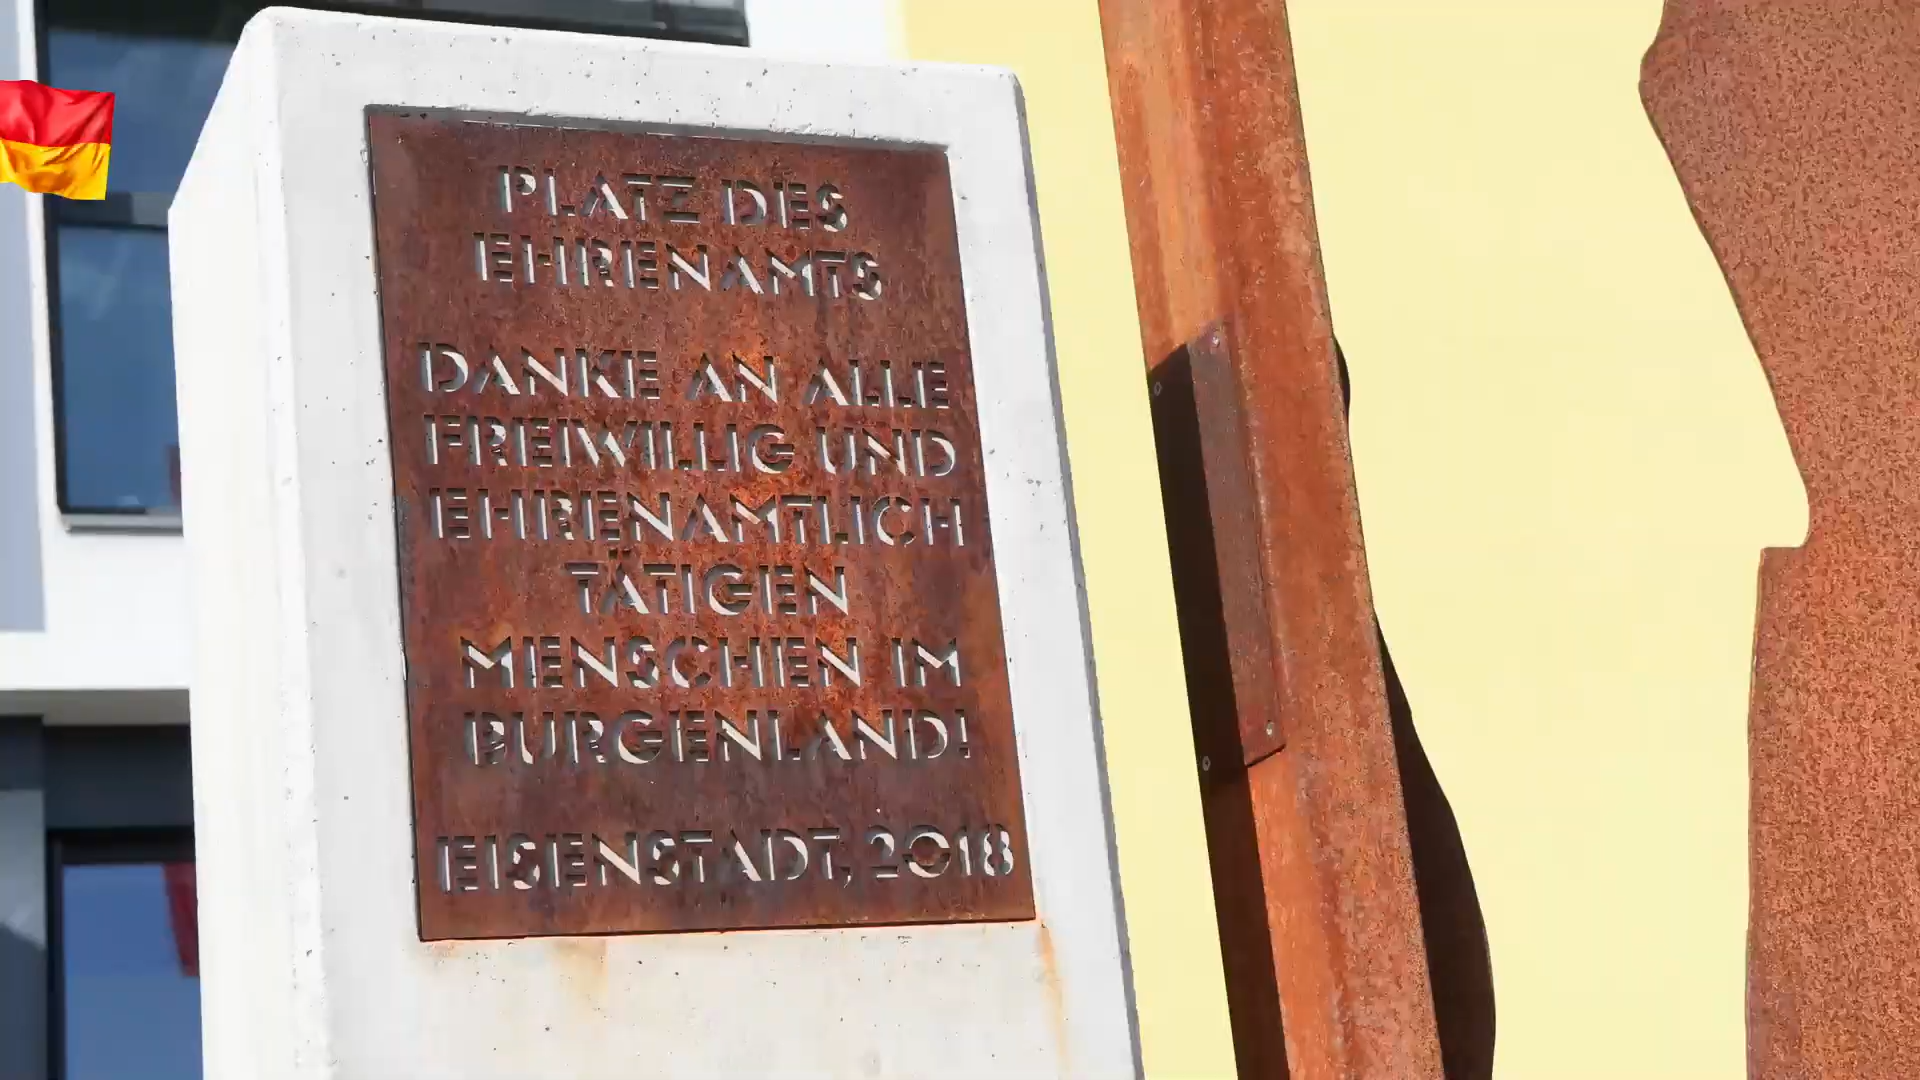 PLATZ DES
EHRENAMTS
DANKE AN ALLE
FREIWILLIG UND
EHRENAMTLICH
TÄTIGEN
MENSCHEN IM
BURGENLAND!
EISENSTADT, 2018